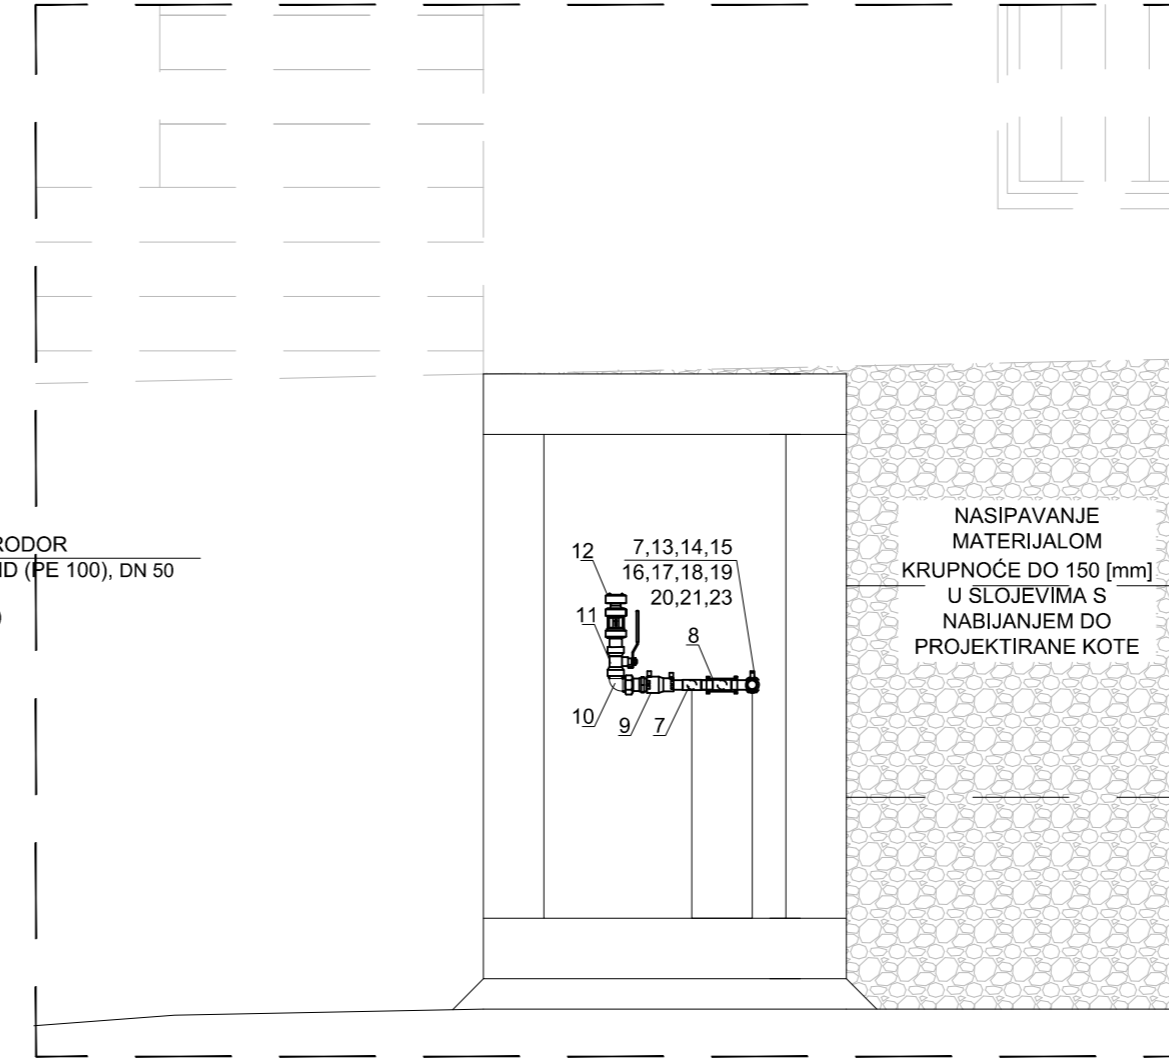 RODOR
ID (PE 100), DN 50
)
12
7,13,14,15
16,17,18,19
20,21,23
11
8
10
9
7
NASIPAVANJE
MATERIJALOM
KRUPNOĆE DO 150 [mm]
U SLOJEVIMA S
NABIJANJEM DO
PROJEKTIRANE KOTE